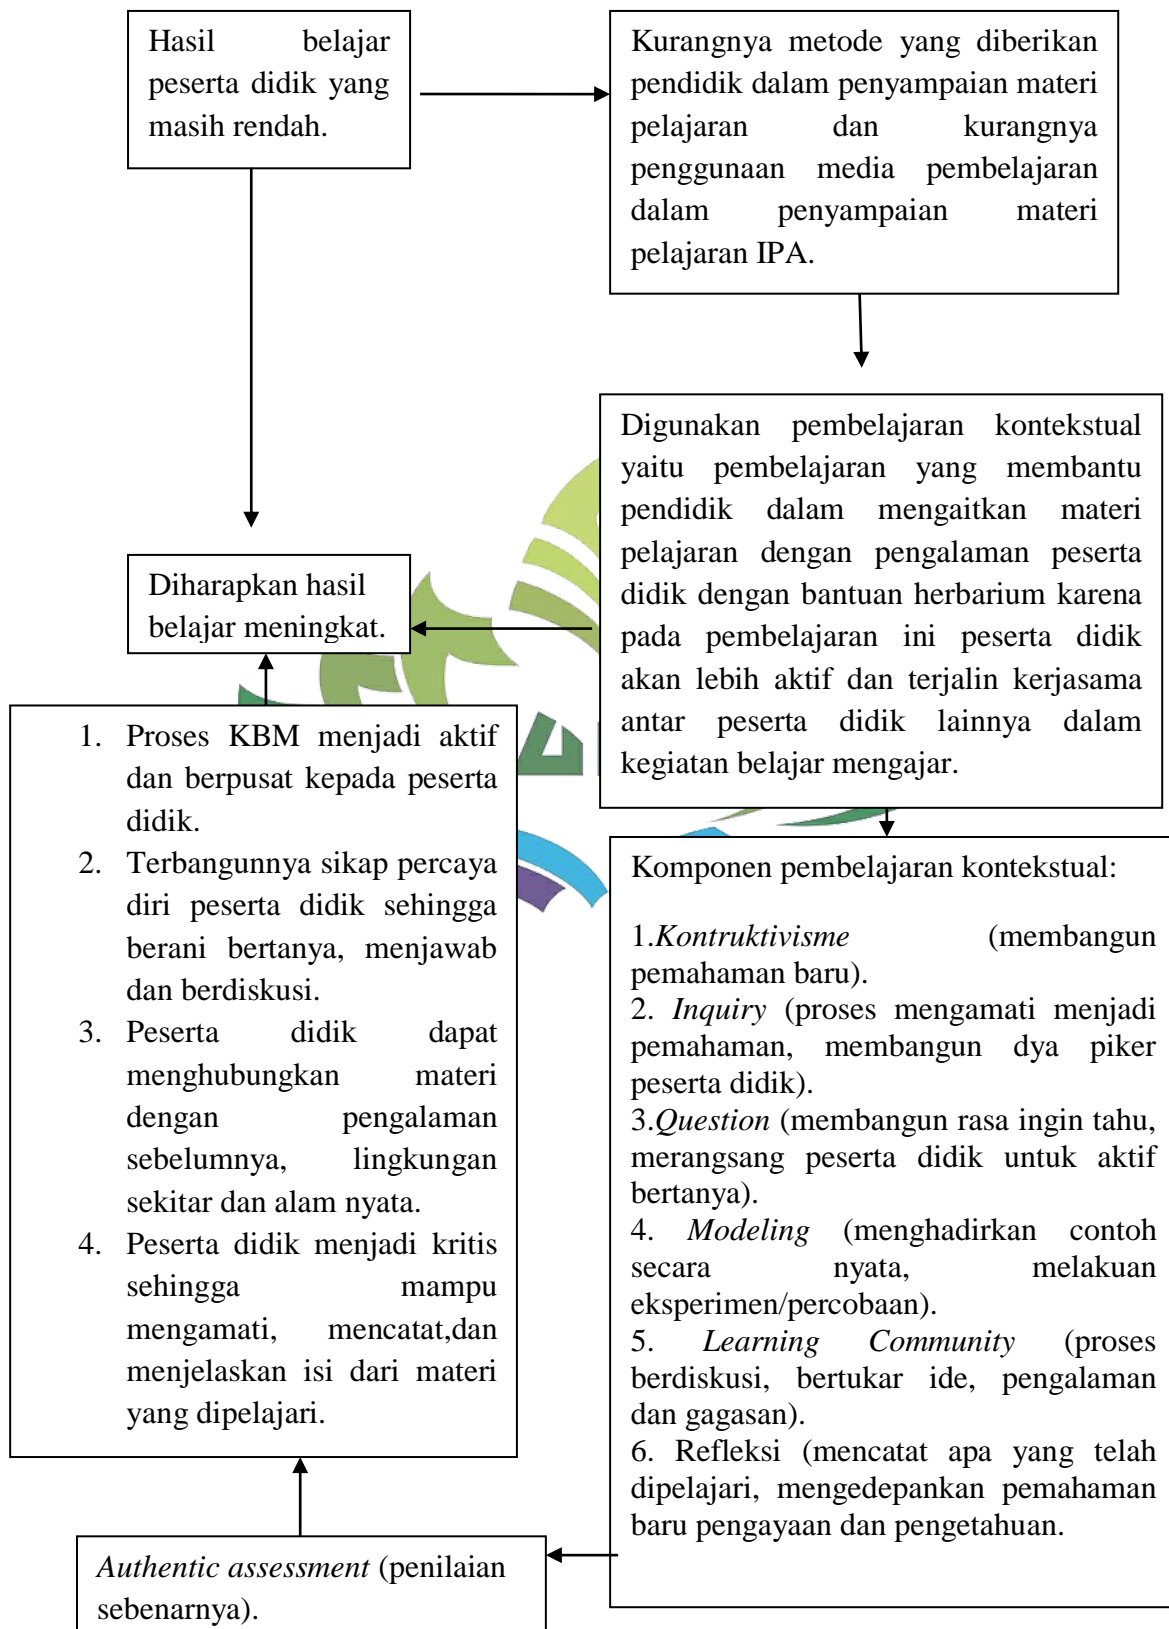 Hasil belajar
peserta didik yang
masih rendah.
Kurangnya metode yang diberikan
pendidik dalam penyampaian materi
pelajaran dan kurangnya
penggunaan media pembelajaran
dalam penyampaian materi
pelajaran IPA.
Digunakan pembelajaran kontekstual
yaitu pembelajaran yang membantu
pendidik dalam mengaitkan materi
pelajaran dengan pengalaman peserta
didik dengan bantuan herbarium karena
pada pembelajaran ini peserta didik
akan lebih aktif dan terjalin kerjasama
antar peserta didik lainnya dalam
kegiatan belajar mengajar.
Diharapkan hasil
belajar meningkat.
1. Proses KBM menjadi aktif
dan berpusat kepada peserta
didik.
2. Terbangunnya sikap percaya
diri peserta didik sehingga
berani bertanya, menjawab
dan berdiskusi.
3. Peserta didik dapat
menghubungkan materi
dengan pengalaman
sebelumnya, lingkungan
sekitar dan alam nyata.
4. Peserta didik menjadi kritis
sehingga mampu
mengamati, mencatat,dan
menjelaskan isi dari materi
yang dipelajari.
Komponen pembelajaran kontekstual:
1.Kontruktivisme (membangun
pemahaman baru).
2. Inquiry (proses mengamati menjadi
pemahaman, membangun dya piker
peserta didik).
3.Question (membangun rasa ingin tahu,
merangsang peserta didik untuk aktif
bertanya).
4. Modeling (menghadirkan contoh
secara nyata, melakuan
eksperimen/percobaan).
5. Learning Community (proses
berdiskusi, bertukar ide, pengalaman
dan gagasan).
6. Refleksi (mencatat apa yang telah
dipelajari, mengedepankan pemahaman
baru pengayaan dan pengetahuan.
Authentic assessment (penilaian
sebenarnya).